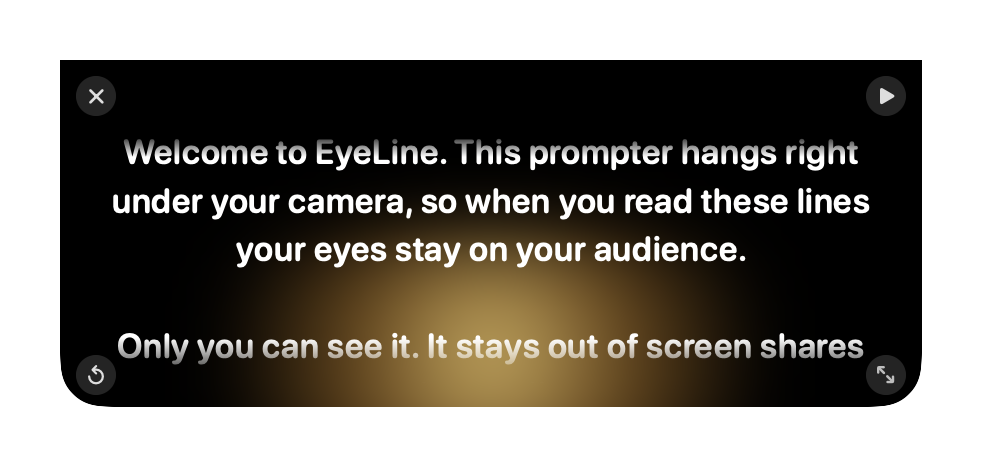 Welcome to EyeLine. This prompter hangs right
under your camera, so when you read these lines
your eyes stay on your audience.
Only you can see it. It stays out of screen shares